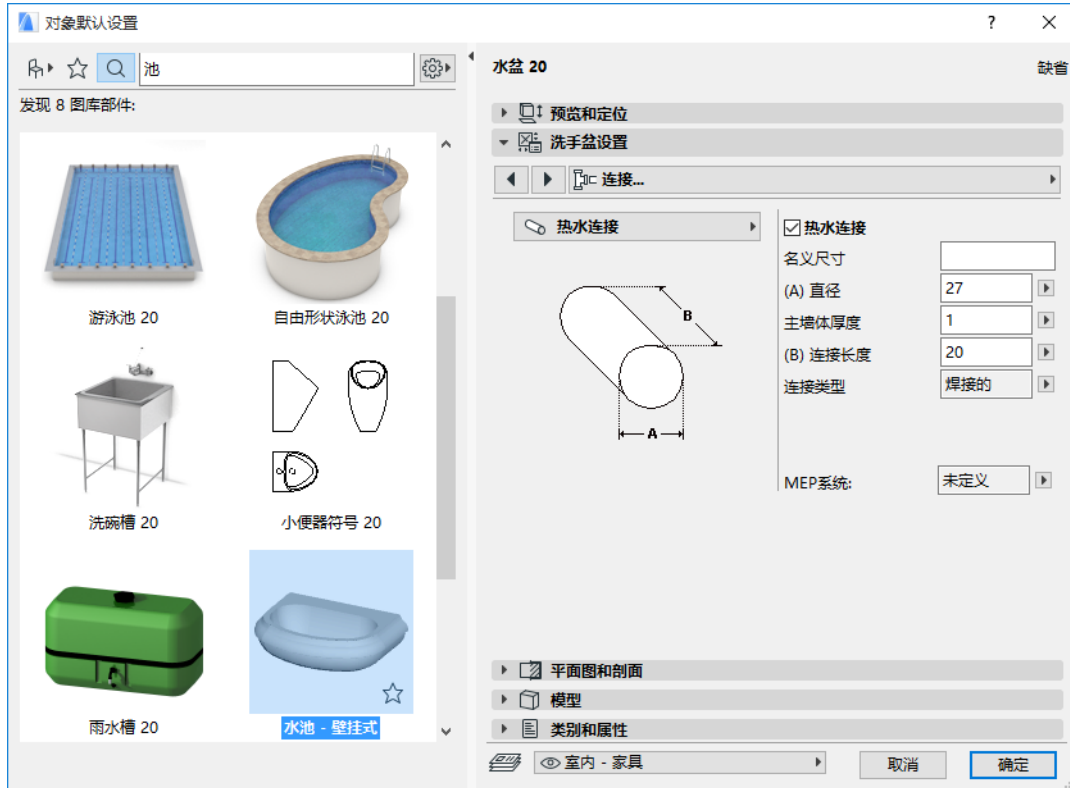 对象默认设置
?
池
发现 8 图库部件:
游泳池 20
自由形状泳池 20
洗碗槽 20
小便器符号 20
雨水槽 20
水池 - 壁挂式
水盆 20
缺省
预览和定位
洗手盆设置
连接...
热水连接
热水连接
名义尺寸
(A) 直径
27
主墙体厚度
1
(B) 连接长度
20
连接类型
焊接的
MEP系统:
未定义
B
A
平面图和剖面
模型
类别和属性
室内 - 家具
取消
确定